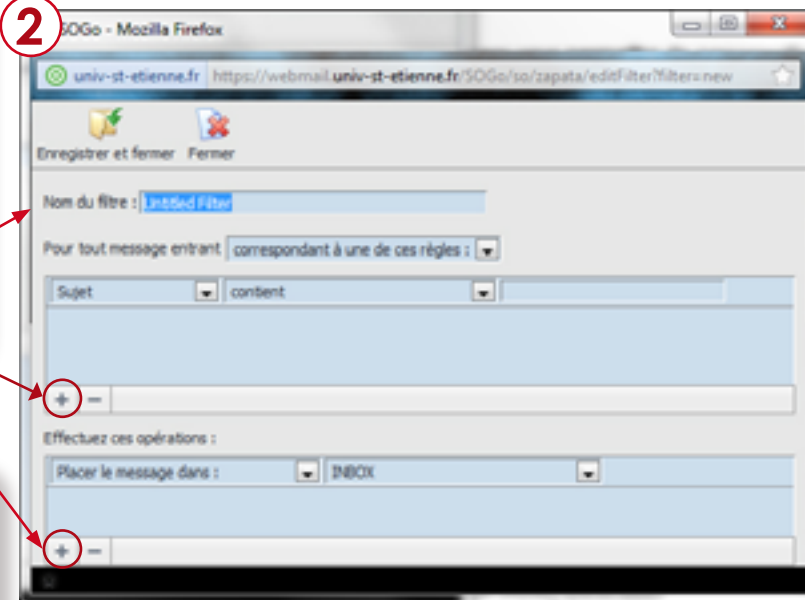 2
SOGo - Mozilla Firefox
univ-st-etienne.fr https://webmail.univ-st-etienne.fr/SOGo/so/zapata/editFilter?filter=new
Enregistrer et fermer Fermer
Nom du filtre : Untitled Filter
Pour tout message entrant correspondant à une de ces règles :
Sujet contient
+ −
Effectuez ces opérations :
Placer le message dans : INBOX
+ −